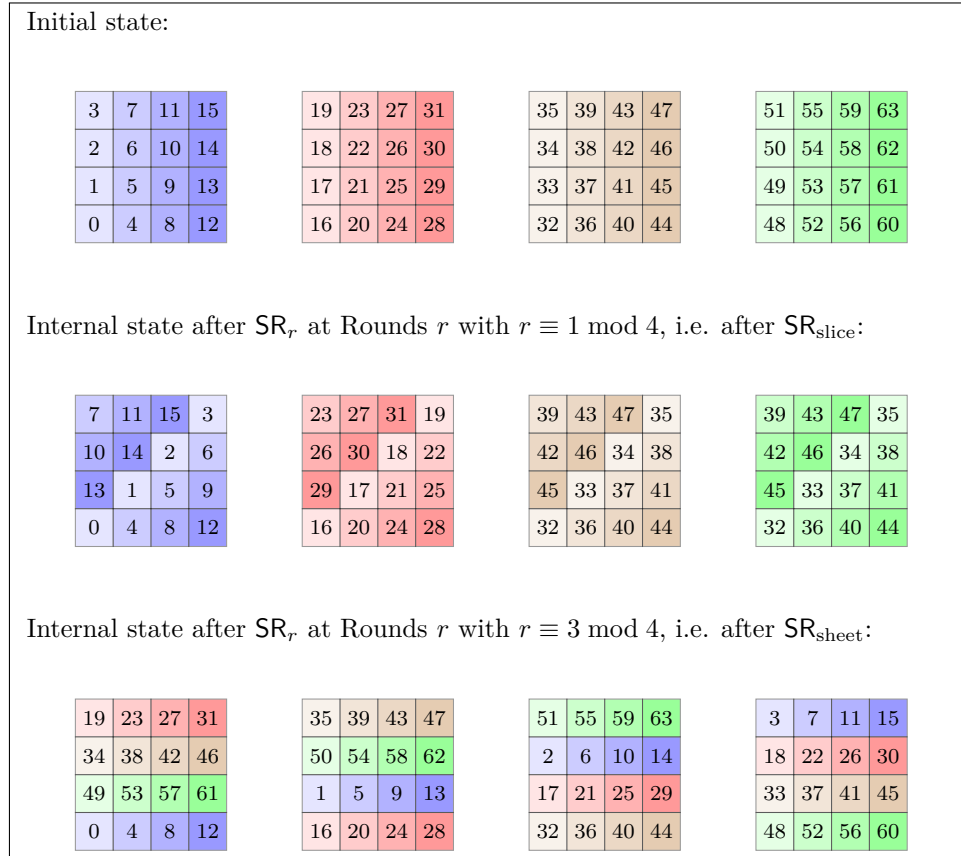 Initial state:
3 7 11 15 19 23 27 31 35 39 43 47 51 55 59 63
2 6 10 14 18 22 26 30 34 38 42 46 50 54 58 62
1 5 9 13 17 21 25 29 33 37 41 45 49 53 57 61
0 4 8 12 16 20 24 28 32 36 40 44 48 52 56 60
Internal state after SR_r at Rounds r with r ≡ 1 mod 4, i.e. after SR_slice:
7 11 15 3 23 27 31 19 39 43 47 35 39 43 47 35
10 14 2 6 26 30 18 22 42 46 34 38 42 46 34 38
13 1 5 9 29 17 21 25 45 33 37 41 45 33 37 41
0 4 8 12 16 20 24 28 32 36 40 44 32 36 40 44
Internal state after SR_r at Rounds r with r ≡ 3 mod 4, i.e. after SR_sheet:
19 23 27 31 35 39 43 47 51 55 59 63 3 7 11 15
34 38 42 46 50 54 58 62 2 6 10 14 18 22 26 30
49 53 57 61 1 5 9 13 17 21 25 29 33 37 41 45
0 4 8 12 16 20 24 28 32 36 40 44 48 52 56 60